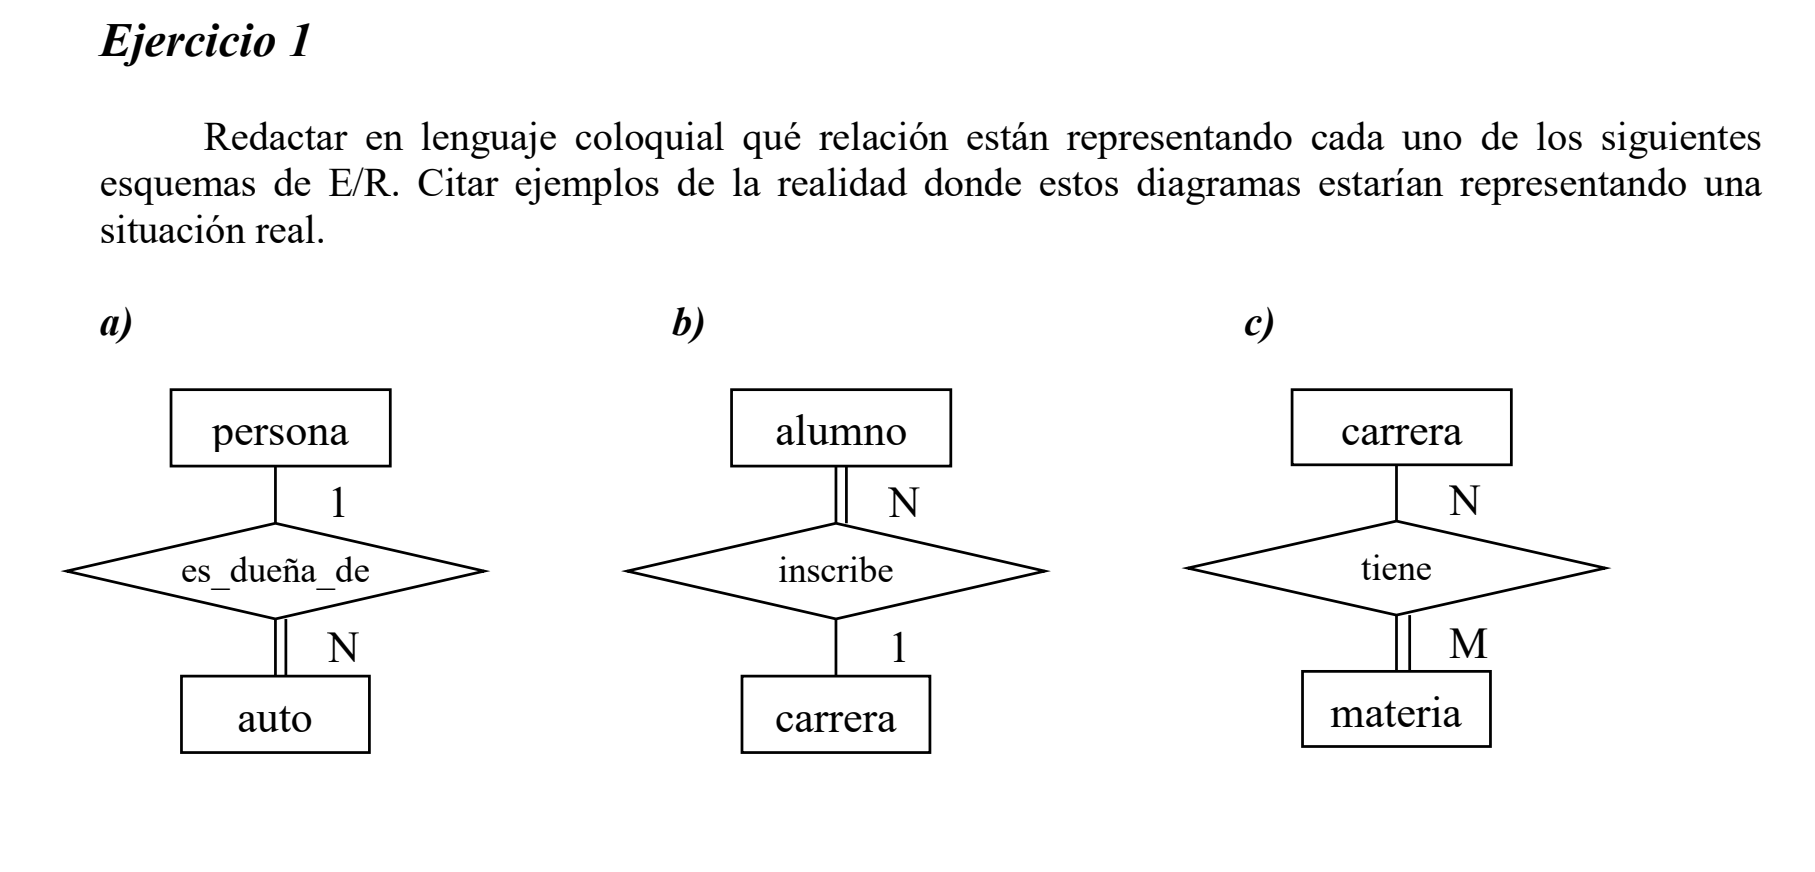 Ejercicio 1
Redactar en lenguaje coloquial qué relación están representando cada uno de los siguientes
esquemas de E/R. Citar ejemplos de la realidad donde estos diagramas estarían representando una
situación real.
a)
b)
c)
persona
1
es_dueña_de
N
auto
alumno
N
inscribe
1
carrera
carrera
N
tiene
M
materia